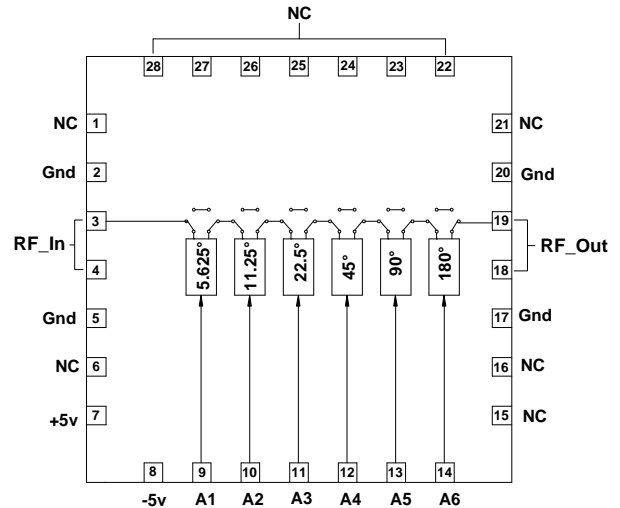 NC
28 27 26 25 24 23 22
NC 1
21 NC
Gnd 2
20 Gnd
3
19
RF_In
RF_Out
4
18
5.625° 11.25° 22.5° 45° 90° 180°
Gnd 5
17 Gnd
NC 6
16 NC
+5v 7
15 NC
8 9 10 11 12 13 14
-5v A1 A2 A3 A4 A5 A6